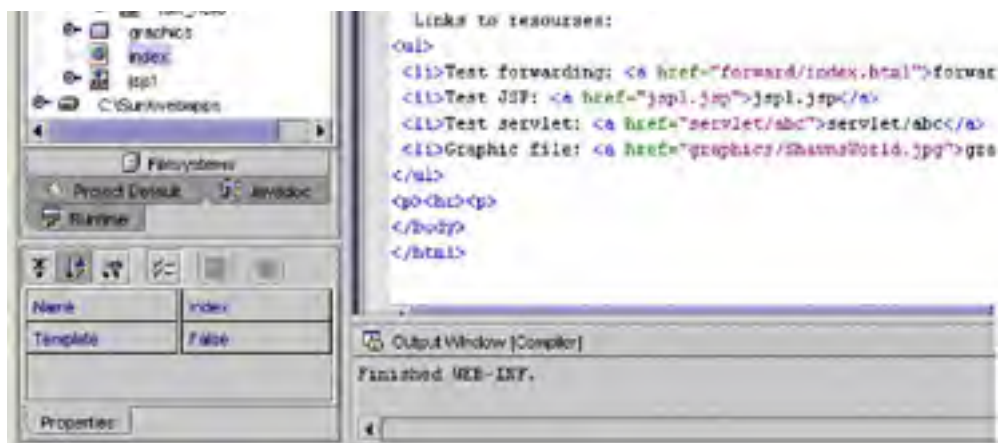 graphics
index
jsp1
C:\Sun\webapps
Filesystems
Project Default Javadoc
Runtime
Name index
Template False
Properties
Links to resourses:
<ul>
<li>Test forwarding: <a href="forward/index.html">forwar
<li>Test JSP: <a href="jsp1.jsp">jsp1.jsp</a>
<li>Test servlet: <a href="servlet/abc">servlet/abc</a>
<li>Graphic file: <a href="graphics/ShawnsWorld.jpg">gra
</ul>
<p><hr><p>
</body>
</html>
Output Window [Compiler]
Finished WEB-INF.